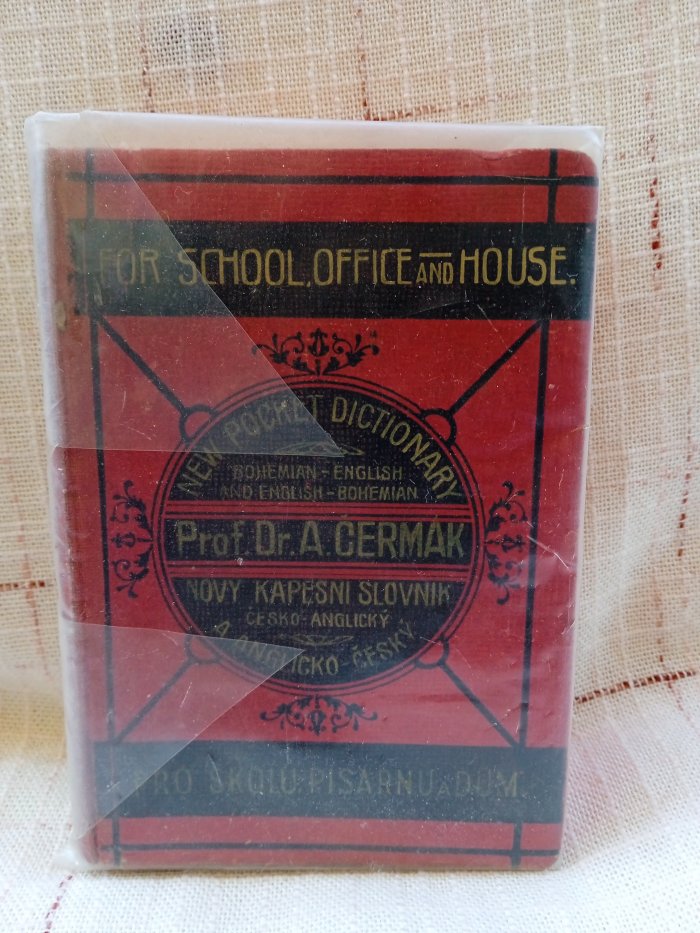 FOR SCHOOL, OFFICE AND HOUSE.
NEW POCKET DICTIONARY
BOHEMIAN - ENGLISH
AND ENGLISH - BOHEMIAN
Prof. Dr. A. ČERMÁK
NOVÝ KAPESNÍ SLOVNÍK
ČESKO-ANGLICKÝ
A ANGLICKO-ČESKÝ
PRO ŠKOLU, PÍSÁRNU A DŮM.